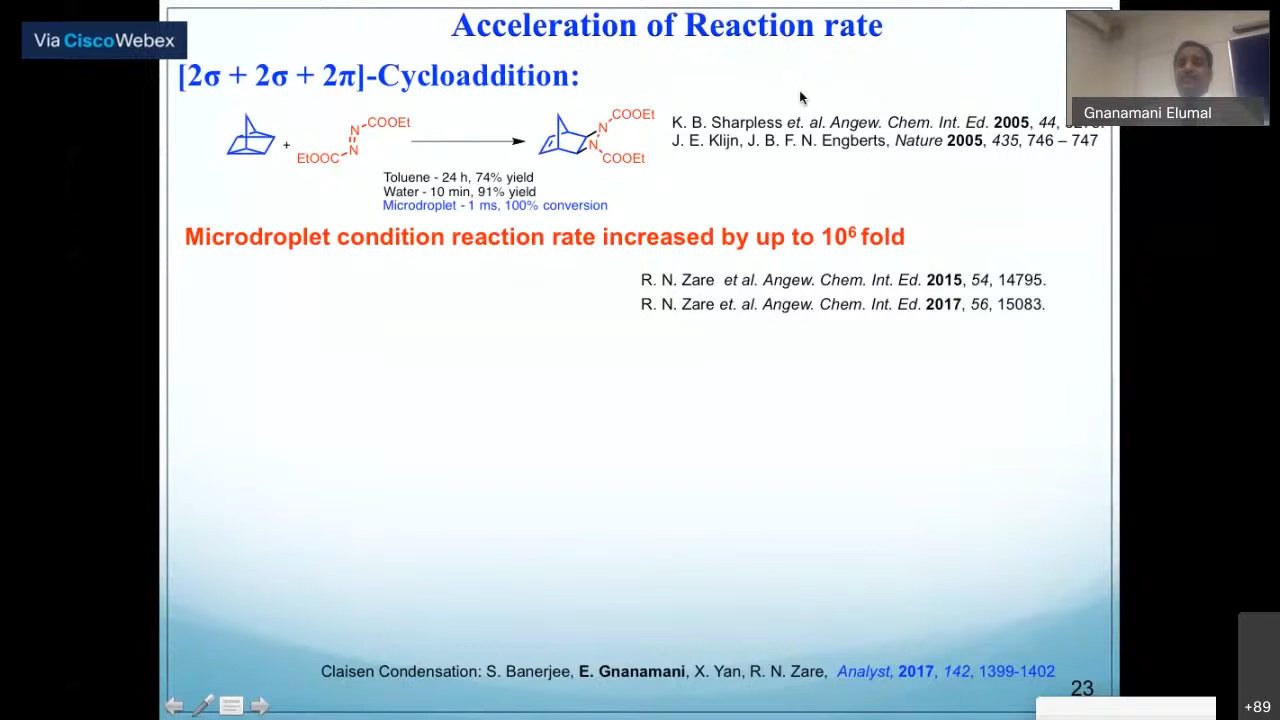 Via Cisco Webex
Acceleration of Reaction rate
Gnanamani Elumal
[2σ + 2σ + 2π]-Cycloaddition:
COOEt
N
N
EtOOC
+
COOEt
N
N
COOEt
K. B. Sharpless et. al. Angew. Chem. Int. Ed. 2005, 44,
J. E. Klijn, J. B. F. N. Engberts, Nature 2005, 435, 746 – 747
Toluene - 24 h, 74% yield
Water - 10 min, 91% yield
Microdroplet - 1 ms, 100% conversion
Microdroplet condition reaction rate increased by up to 10⁶ fold
R. N. Zare et al. Angew. Chem. Int. Ed. 2015, 54, 14795.
R. N. Zare et. al. Angew. Chem. Int. Ed. 2017, 56, 15083.
Claisen Condensation: S. Banerjee, E. Gnanamani, X. Yan, R. N. Zare, Analyst, 2017, 142, 1399-1402
23
+89